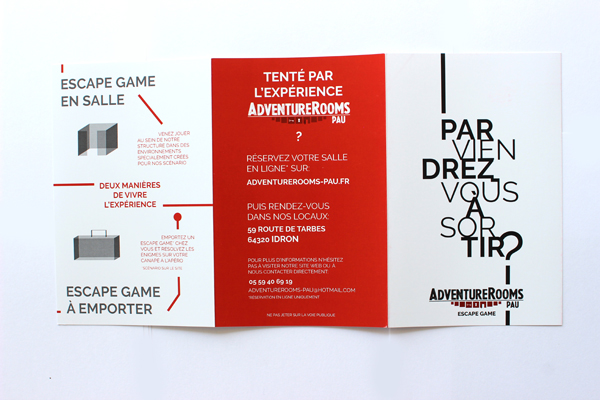 ESCAPE GAME
EN SALLE
VENEZ JOUER
AU SEIN DE NOTRE
STRUCTURE DANS DES
ENVIRONNEMENTS
SPÉCIALEMENT CRÉÉS
POUR NOS SCÉNARIO
DEUX MANIÈRES
DE VIVRE
L'EXPÉRIENCE
EMPORTEZ UN
ESCAPE GAME CHEZ
VOUS ET RÉSOLVEZ LES
ÉNIGMES SUR VOTRE
CANAPÉ À L'APÉRO
*SCÉNARIO SUR LE SITE
ESCAPE GAME
À EMPORTER
TENTÉ PAR
L'EXPÉRIENCE
ADVENTUREROOMS
PAU
?
RÉSERVEZ VOTRE SALLE
EN LIGNE* SUR:
ADVENTUREROOMS-PAU.FR
PUIS RENDEZ-VOUS
DANS NOS LOCAUX:
59 ROUTE DE TARBES
64320 IDRON
POUR PLUS D'INFORMATIONS N'HÉSITEZ
PAS À VISITER NOTRE SITE WEB OU À
NOUS CONTACTER DIRECTEMENT:
05 59 40 69 19
ADVENTUREROOMS-PAU@HOTMAIL.COM
*RÉSERVATION EN LIGNE UNIQUEMENT
NE PAS JETER SUR LA VOIE PUBLIQUE
PAR
VIEN
DREZ
VOUS
À
SOR
TIR?
ADVENTUREROOMS
PAU
ESCAPE GAME